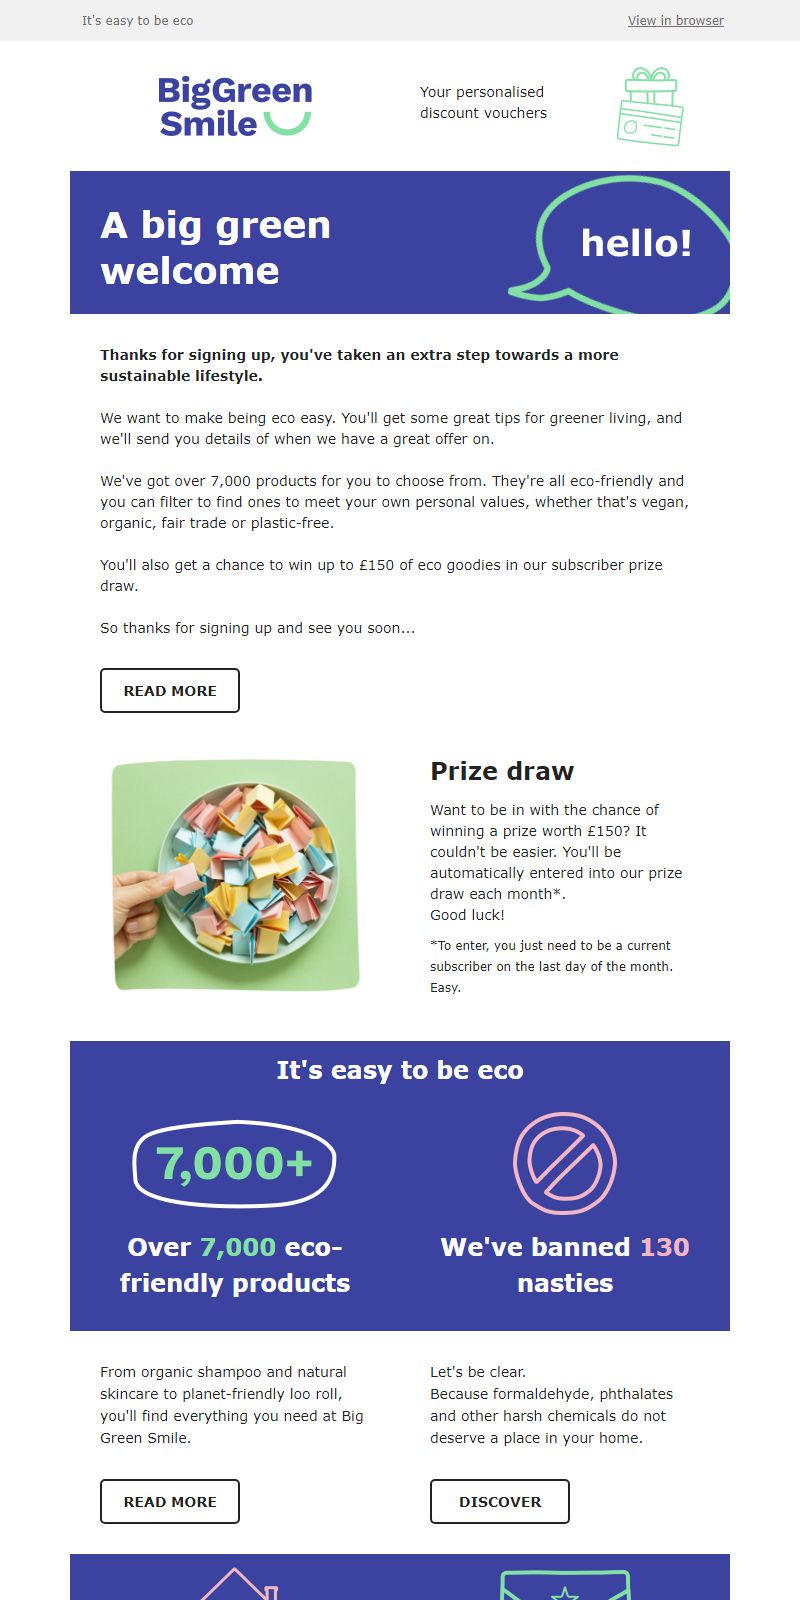 It's easy to be eco
View in browser
BigGreen
Smile
Your personalised
discount vouchers
A big green
welcome
hello!
Thanks for signing up, you've taken an extra step towards a more
sustainable lifestyle.
We want to make being eco easy. You'll get some great tips for greener living, and
we'll send you details of when we have a great offer on.
We've got over 7,000 products for you to choose from. They're all eco-friendly and
you can filter to find ones to meet your own personal values, whether that's vegan,
organic, fair trade or plastic-free.
You'll also get a chance to win up to £150 of eco goodies in our subscriber prize
draw.
So thanks for signing up and see you soon...
READ MORE
Prize draw
Want to be in with the chance of
winning a prize worth £150? It
couldn't be easier. You'll be
automatically entered into our prize
draw each month*.
Good luck!
*To enter, you just need to be a current
subscriber on the last day of the month.
Easy.
It's easy to be eco
7,000+
Over 7,000 eco-
friendly products
We've banned 130
nasties
From organic shampoo and natural
skincare to planet-friendly loo roll,
you'll find everything you need at Big
Green Smile.
READ MORE
Let's be clear.
Because formaldehyde, phthalates
and other harsh chemicals do not
deserve a place in your home.
DISCOVER